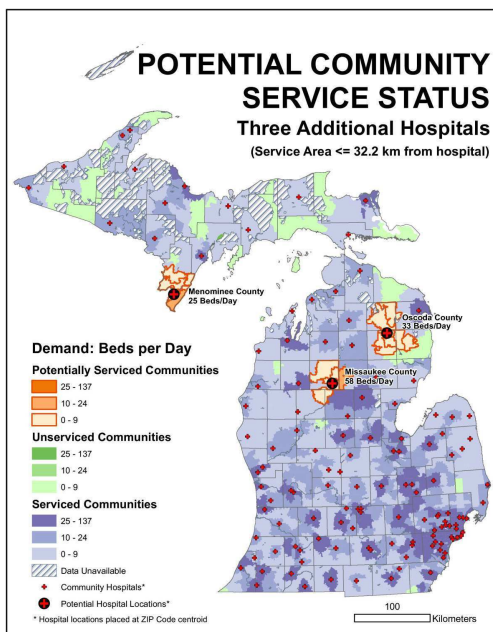 POTENTIAL COMMUNITY
SERVICE STATUS
Three Additional Hospitals
(Service Area <= 32.2 km from hospital)
Menominee County
25 Beds/Day
Oscoda County
33 Beds/Day
Missaukee County
58 Beds/Day
Demand: Beds per Day
Potentially Serviced Communities
25 - 137
10 - 24
0 - 9
Unserviced Communities
25 - 137
10 - 24
0 - 9
Serviced Communities
25 - 137
10 - 24
0 - 9
Data Unavailable
Community Hospitals*
Potential Hospital Locations*
* Hospital locations placed at ZIP Code centroid
100
Kilometers